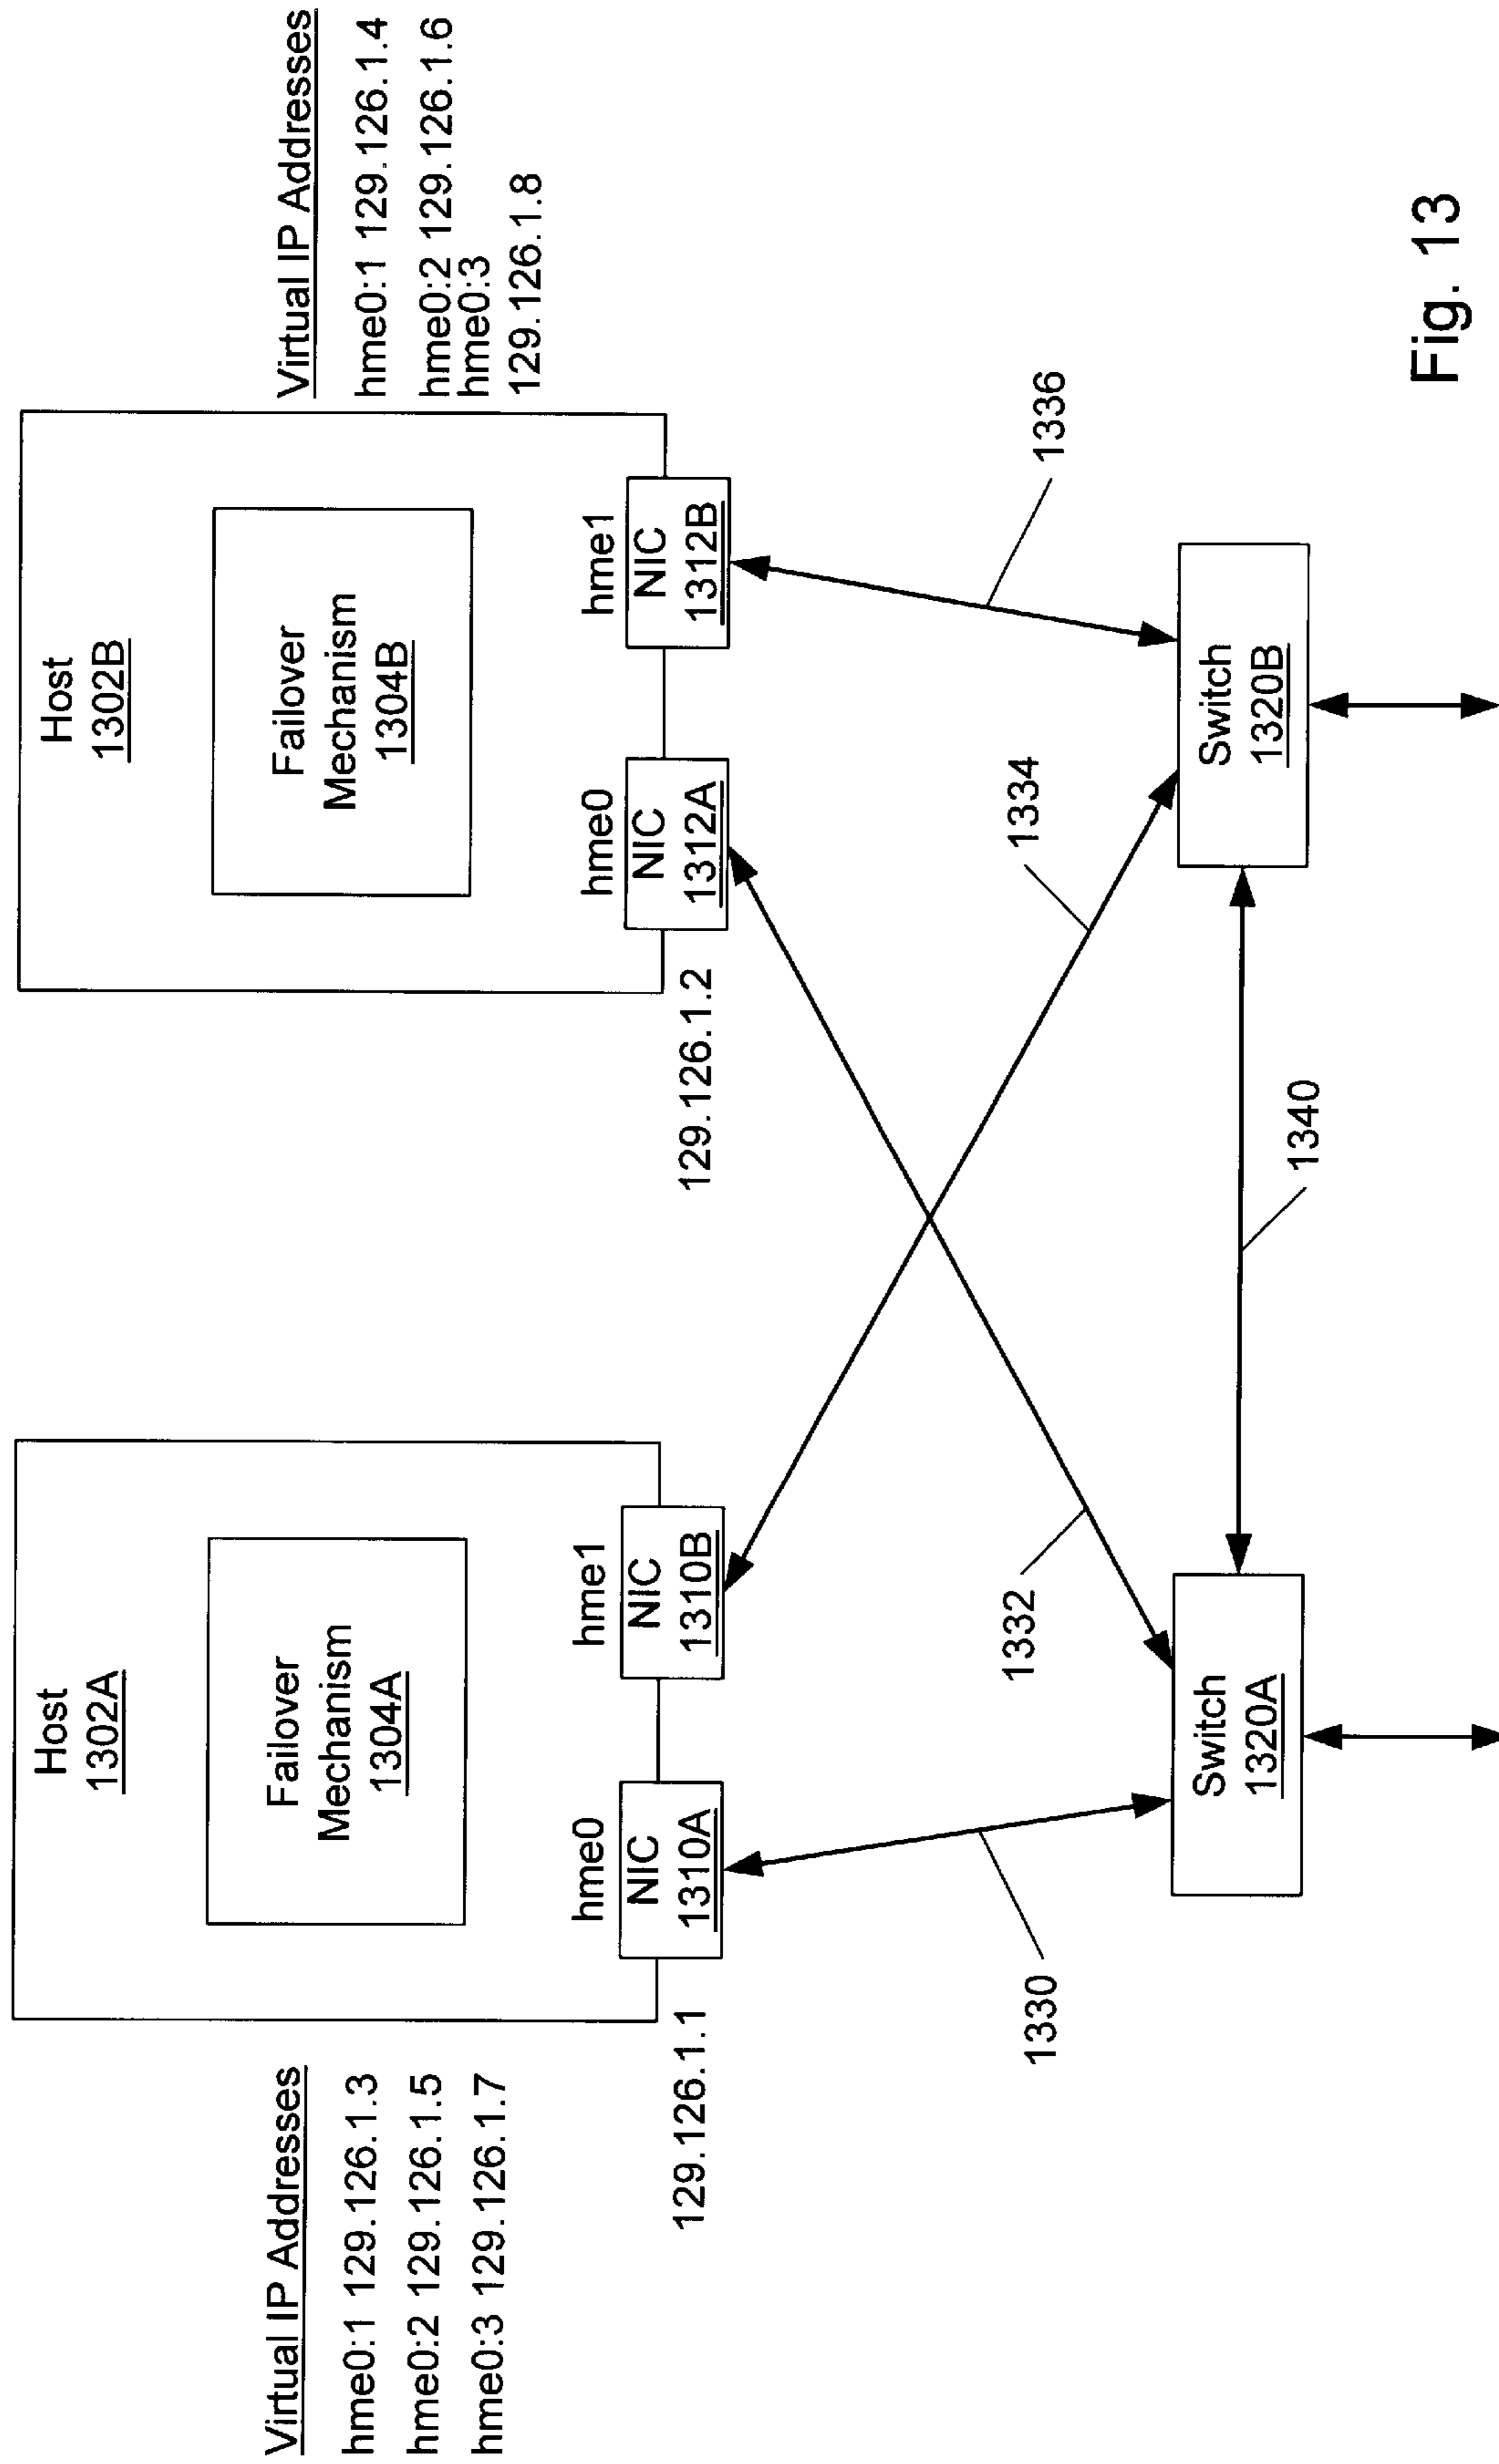 Virtual IP Addresses
hme0:1 129.126.1.3
hme0:2 129.126.1.5
hme0:3 129.126.1.7
Host
1302A
Failover
Mechanism
1304A
hme0
NIC
1310A
hme1
NIC
1310B
129.126.1.1
Host
1302B
Failover
Mechanism
1304B
hme0
NIC
1312A
hme1
NIC
1312B
129.126.1.2
Virtual IP Addresses
hme0:1 129.126.1.4
hme0:2 129.126.1.6
hme0:3
129.126.1.8
1330
1332
1334
1336
Switch
1320A
1340
Switch
1320B
Fig. 13